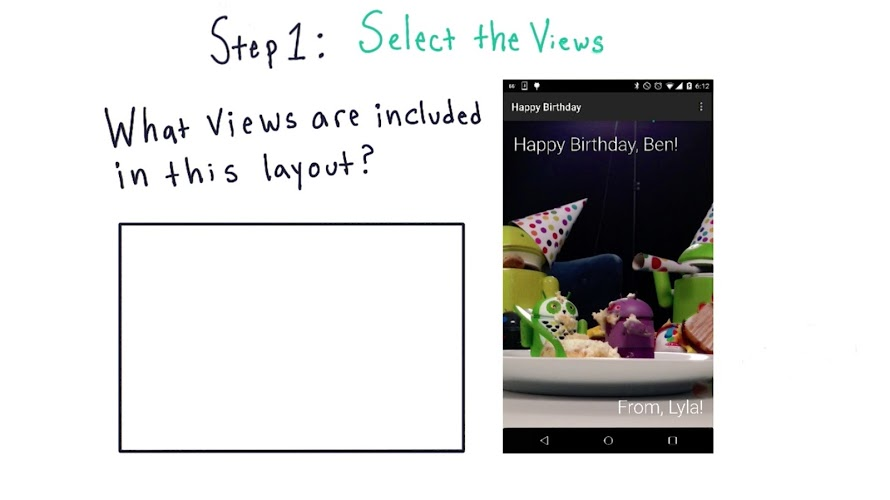 Step 1: Select the Views
What views are included
in this layout?
6:12
Happy Birthday
Happy Birthday, Ben!
From, Lyla!